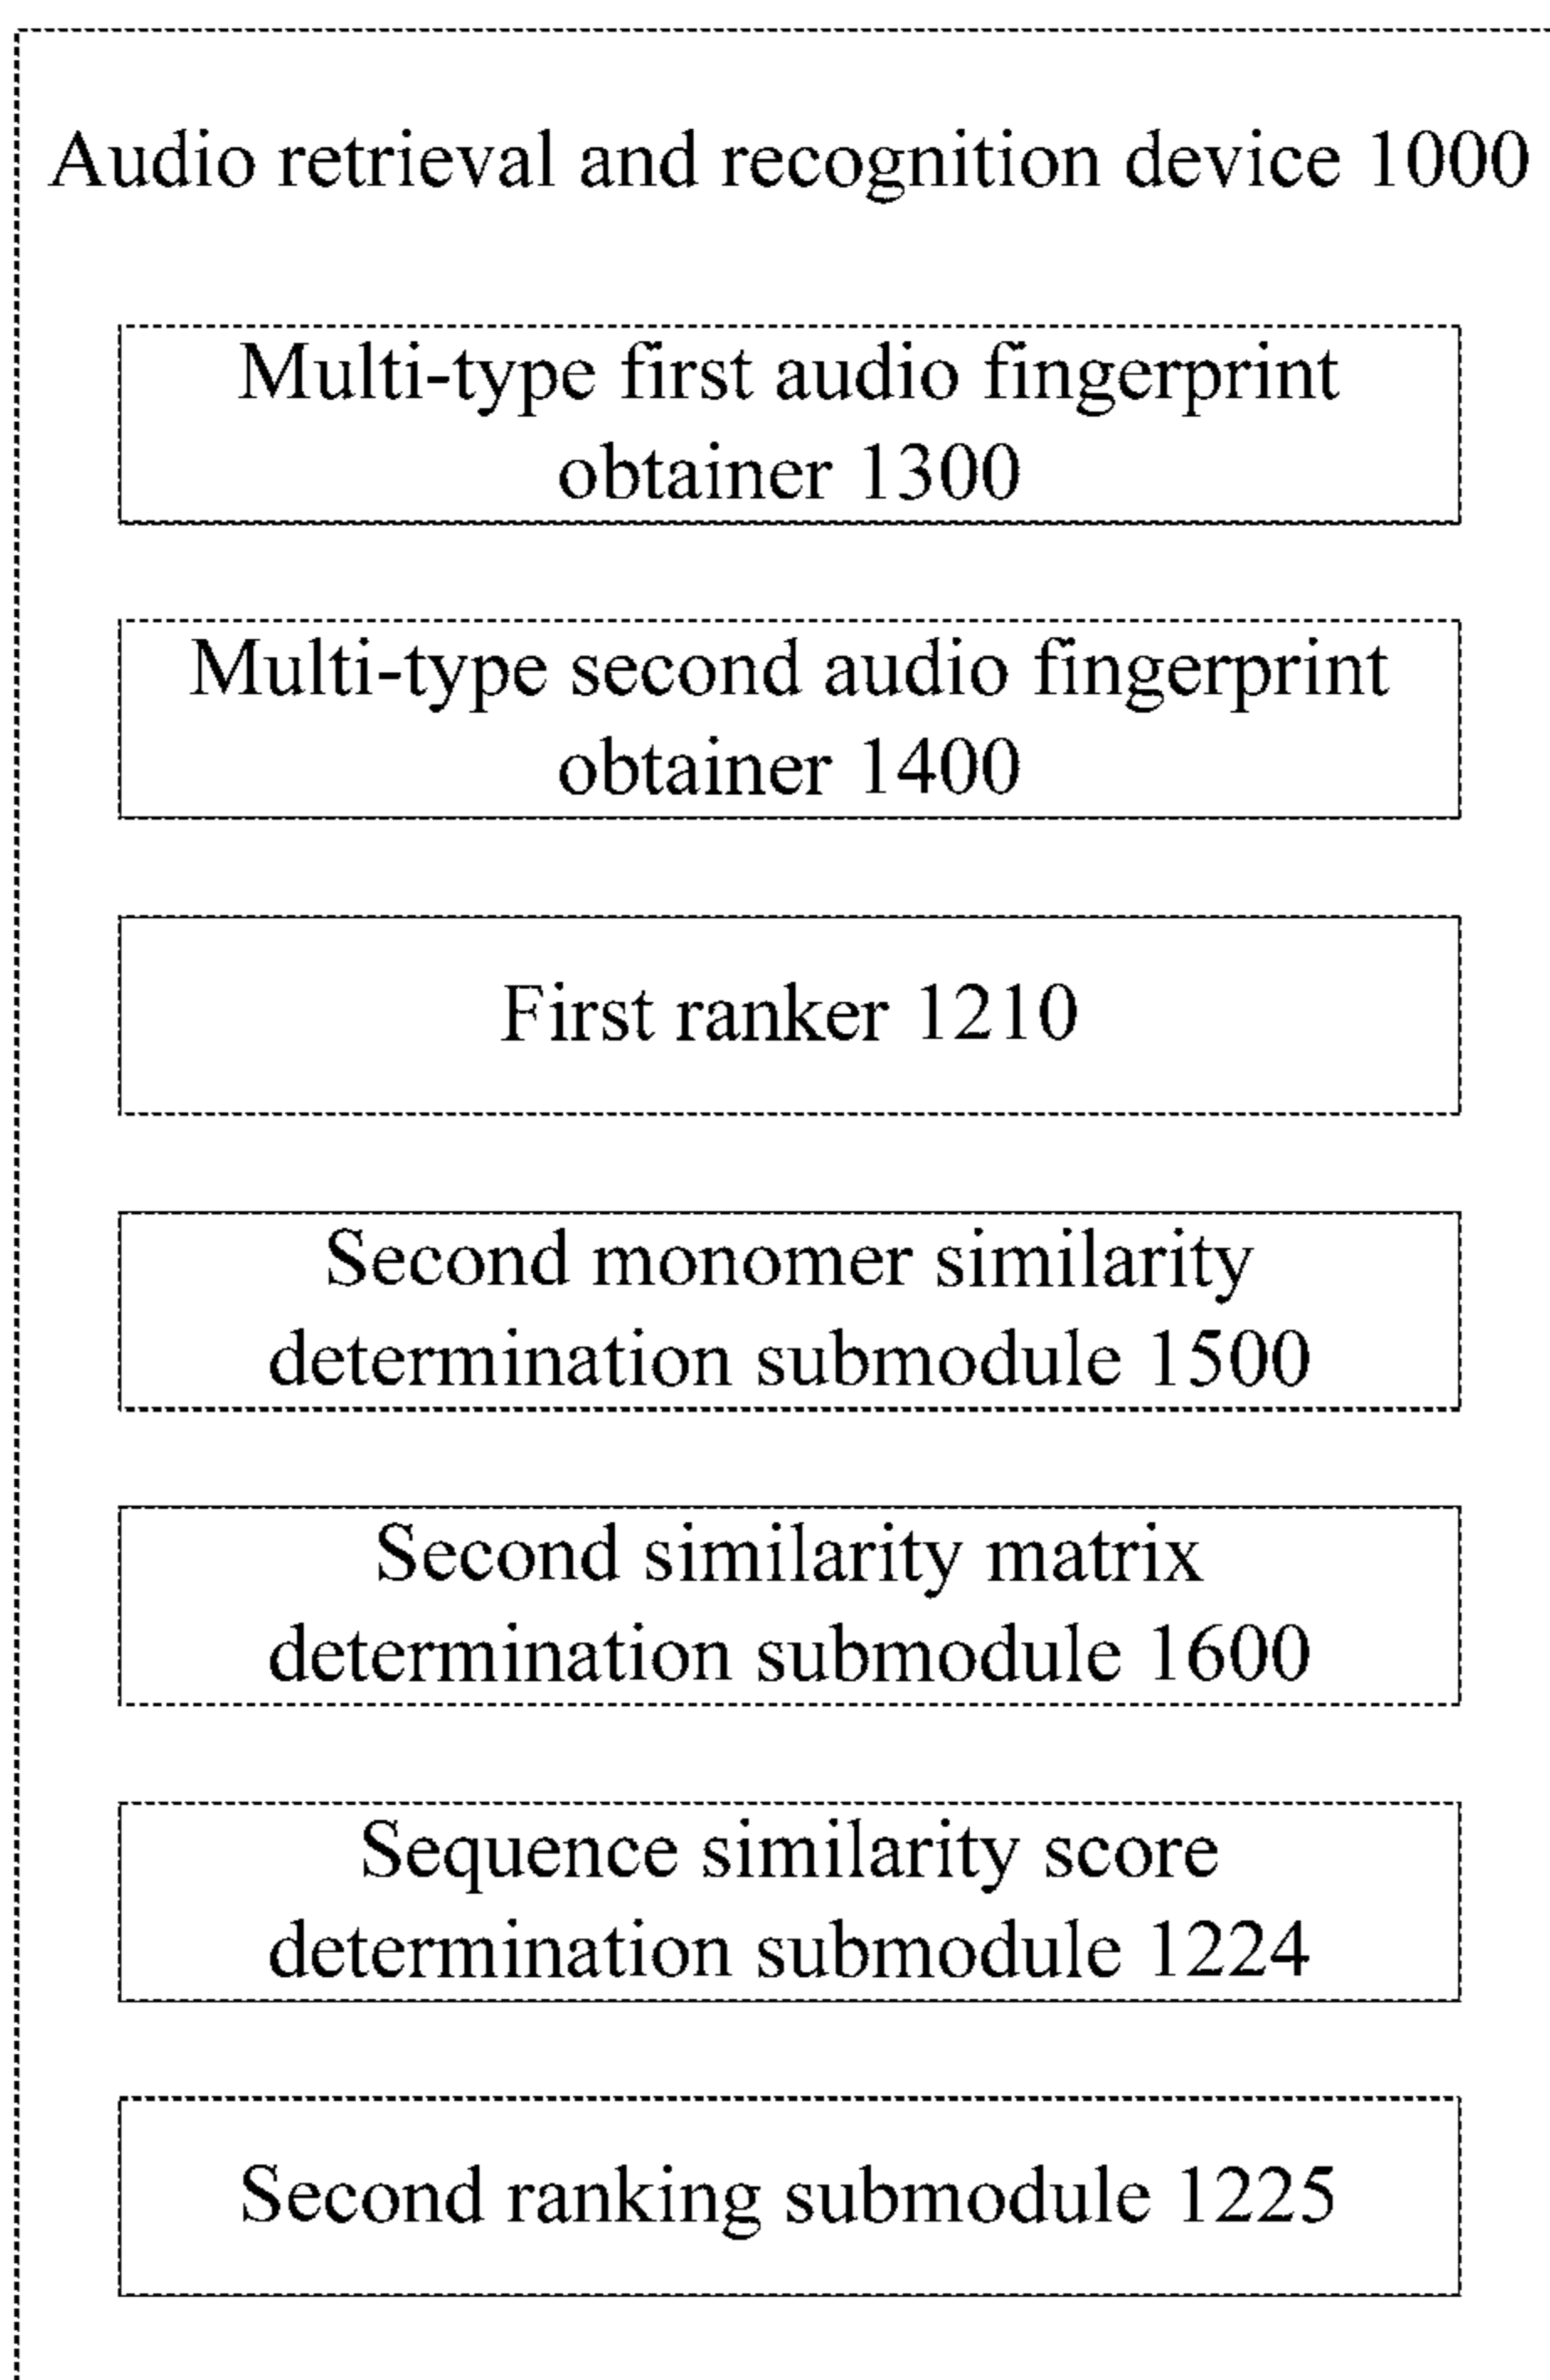 Audio retrieval and recognition device 1000
Multi-type first audio fingerprint
obtainer 1300
Multi-type second audio fingerprint
obtainer 1400
First ranker 1210
Second monomer similarity
determination submodule 1500
Second similarity matrix
determination submodule 1600
Sequence similarity score
determination submodule 1224
Second ranking submodule 1225